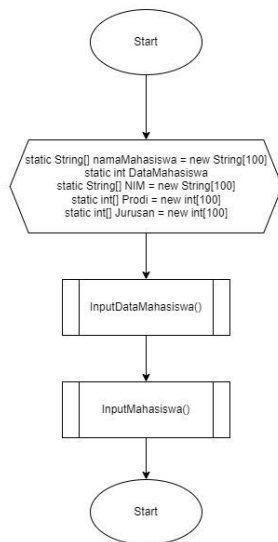 Start
static String[] namaMahasiswa = new String[100]
static int DataMahasiswa
static String[] NIM = new String[100]
static int[] Prodi = new int[100]
static int[] Jurusan = new int[100]
InputDataMahasiswa()
InputMahasiswa()
Start